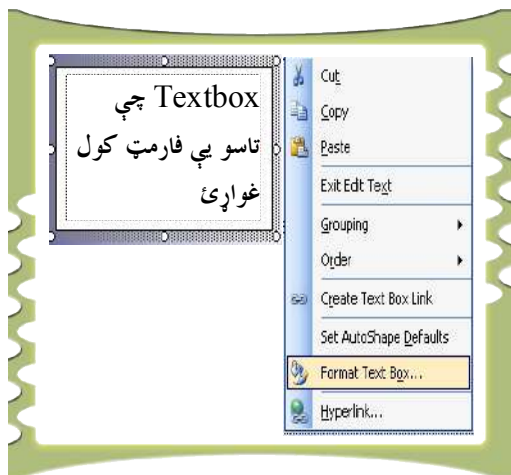 Textbox چې
تاسو يې فارمټ کول
غواړئ
Cut
Copy
Paste
Exit Edit Text
Grouping
Order
Create Text Box Link
Set AutoShape Defaults
Format Text Box...
Hyperlink...